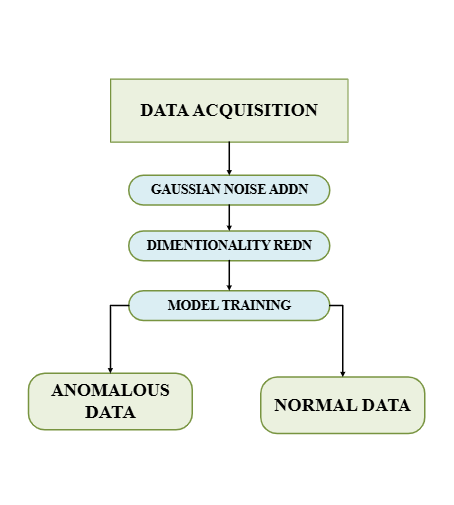 DATA ACQUISITION
GAUSSIAN NOISE ADDN
DIMENTIONALITY REDN
MODEL TRAINING
ANOMALOUS
DATA
NORMAL DATA